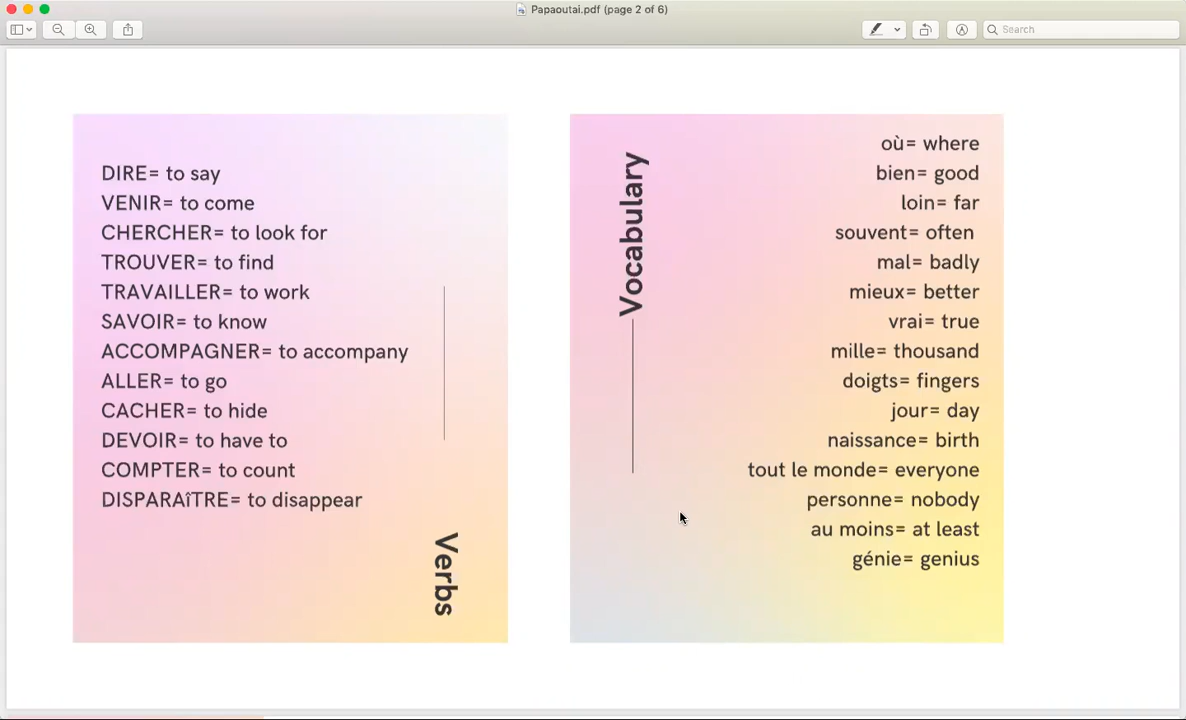 Papaoutai.pdf (page 2 of 6)
Search
DIRE= to say
VENIR= to come
CHERCHER= to look for
TROUVER= to find
TRAVAILLER= to work
SAVOIR= to know
ACCOMPAGNER= to accompany
ALLER= to go
CACHER= to hide
DEVOIR= to have to
COMPTER= to count
DISPARAîTRE= to disappear
Verbs
Vocabulary
où= where
bien= good
loin= far
souvent= often
mal= badly
mieux= better
vrai= true
mille= thousand
doigts= fingers
jour= day
naissance= birth
tout le monde= everyone
personne= nobody
au moins= at least
génie= genius